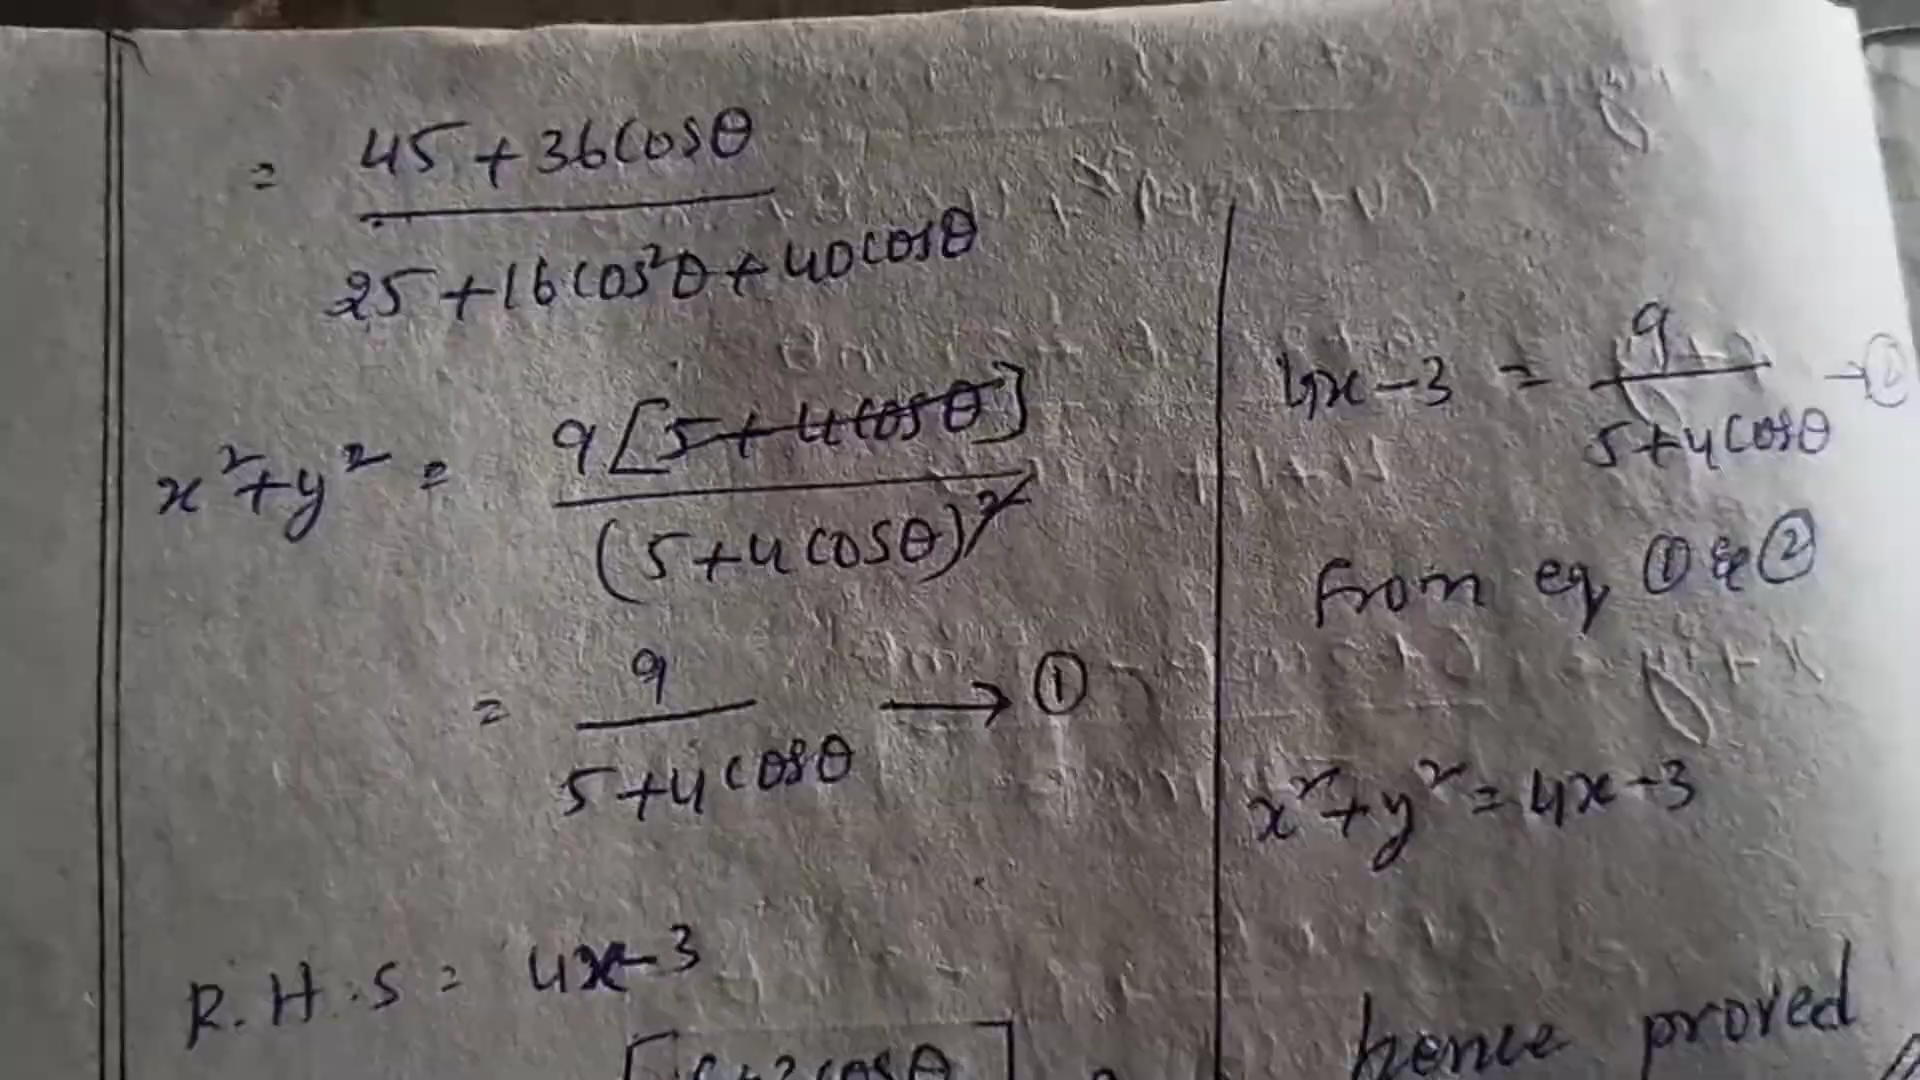 = 45+36cosθ / 25+16cos²θ+40cosθ
x²+y² = 9[5+4cosθ] / (5+4cosθ)²
= 9 / 5+4cosθ → ①
R.H.S = 4x-3
4x-3 = 9 / 5+4cosθ →
From eq ① & ②
x²+y² = 4x-3
hence proved